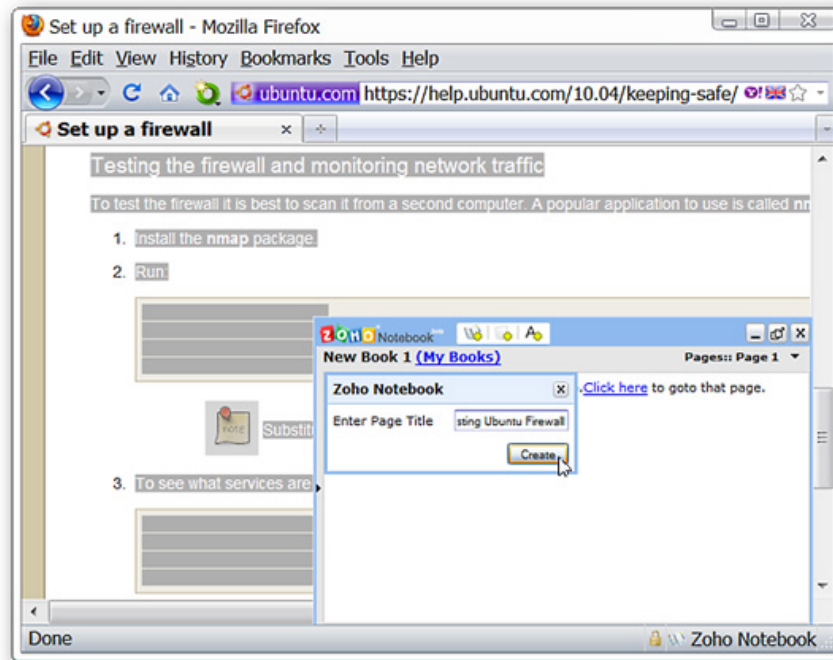 Set up a firewall - Mozilla Firefox
File Edit View History Bookmarks Tools Help
ubuntu.com https://help.ubuntu.com/10.04/keeping-safe/
Set up a firewall
Testing the firewall and monitoring network traffic
To test the firewall it is best to scan it from a second computer. A popular application to use is called
1. Install the nmap package.
2. Run:
ZOHO Notebook
New Book 1 (My Books) Pages:: Page 1
Zoho Notebook
.Click here to goto that page.
Enter Page Title sting Ubuntu Firewall
Create
note
Substit
3. To see what services are
Done Zoho Notebook